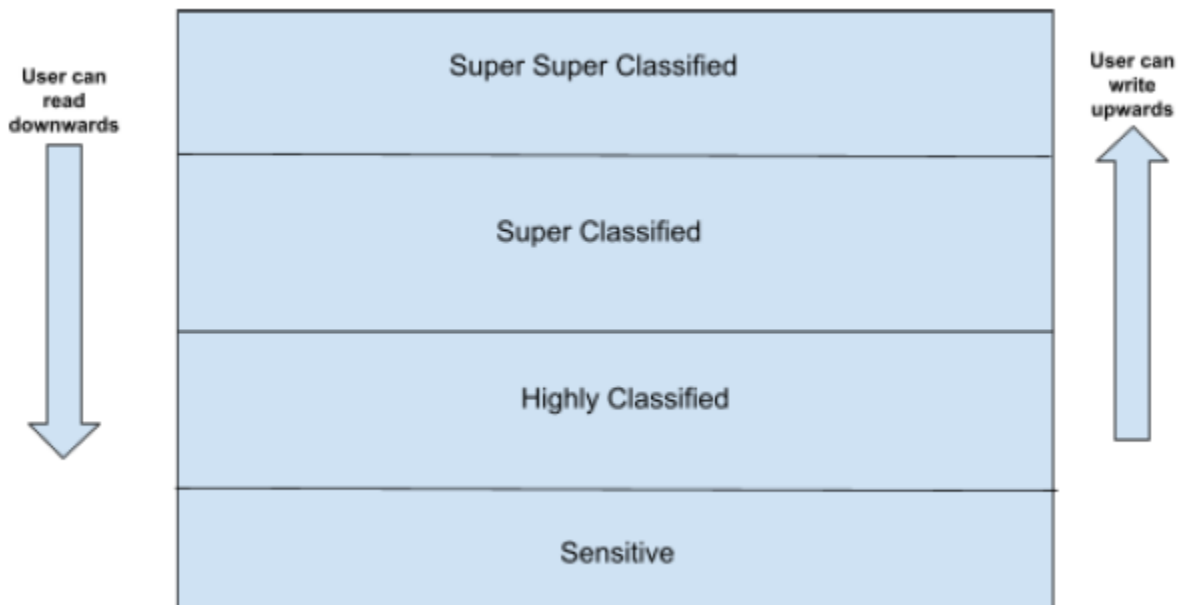 User can
read
downwards
Super Super Classified
Super Classified
Highly Classified
Sensitive
User can
write
upwards